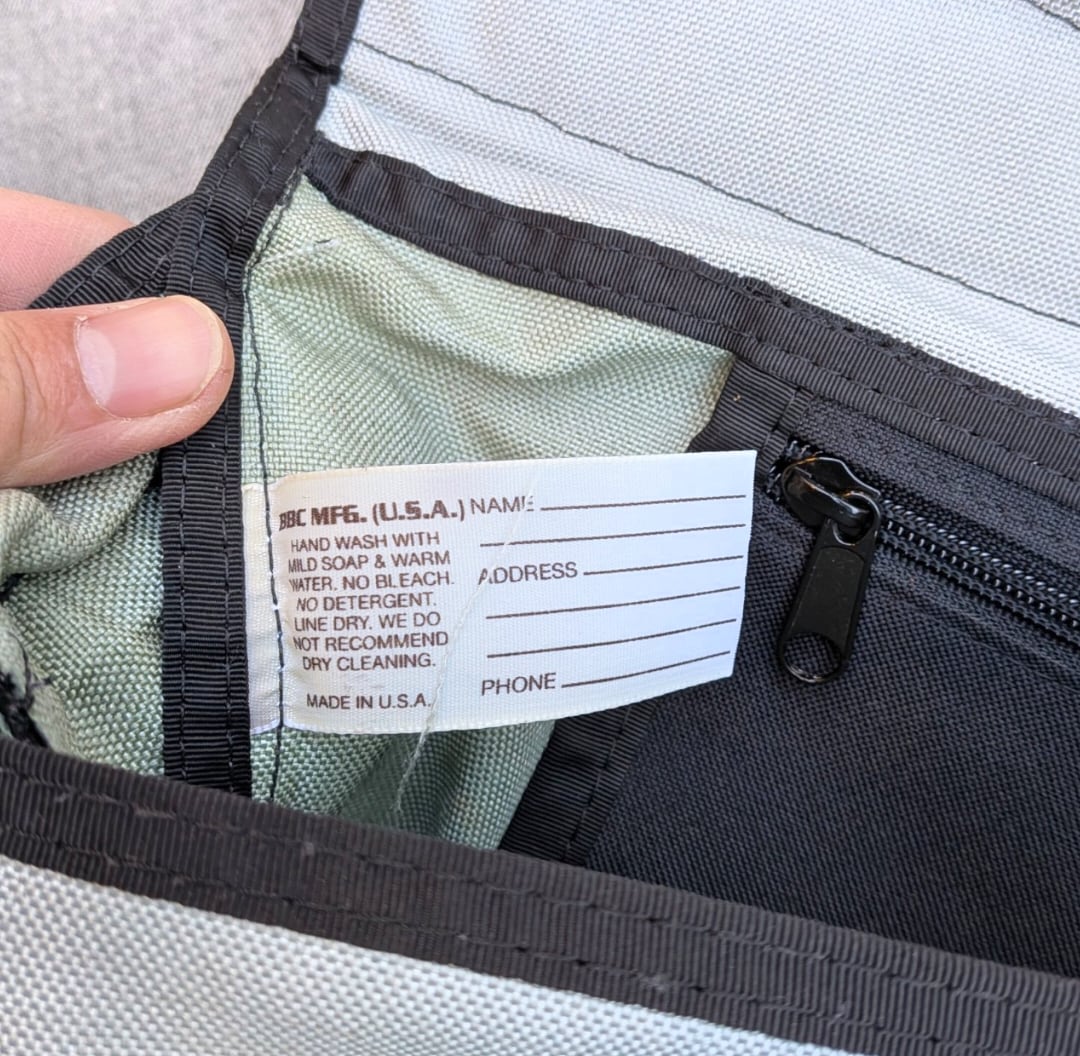 BBC MFG. (U.S.A.)
HAND WASH WITH
MILD SOAP & WARM
WATER. NO BLEACH.
NO DETERGENT.
LINE DRY. WE DO
NOT RECOMMEND
DRY CLEANING.
MADE IN U.S.A.
NAME
ADDRESS
PHONE